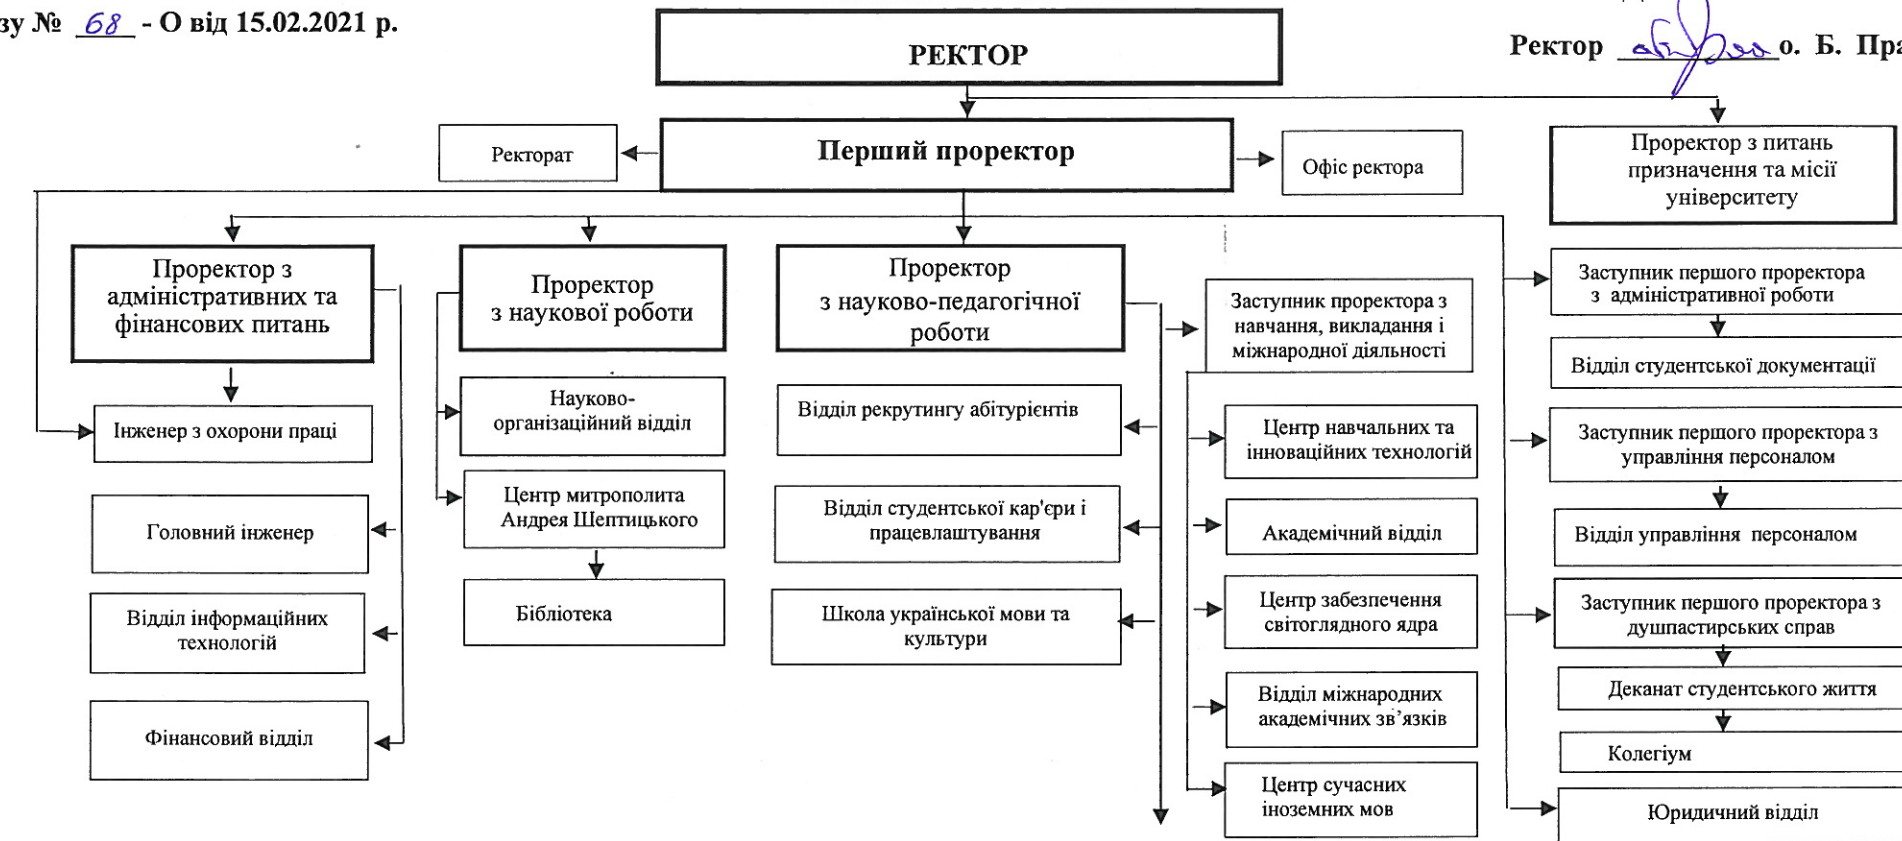 зу № 68 - О від 15.02.2021 р.
РЕКТОР
Ректор о. Б. Пра
Ректорат
Перший проректор
Офіс ректора
Проректор з питань
призначення та місії
університету
Проректор з
адміністративних та
фінансових питань
Інженер з охорони праці
Головний інженер
Відділ інформаційних
технологій
Фінансовий відділ
Проректор
з наукової роботи
Науково-
організаційний відділ
Центр митрополита
Андрея Шептицького
Бібліотека
Проректор
з науково-педагогічної
роботи
Відділ рекрутингу абітурієнтів
Відділ студентської кар'єри і
працевлаштування
Школа української мови та
культури
Заступник проректора з
навчання, викладання і
міжнародної діяльності
Центр навчальних та
інноваційних технологій
Академічний відділ
Центр забезпечення
світоглядного ядра
Відділ міжнародних
академічних зв’язків
Центр сучасних
іноземних мов
Заступник першого проректора
з адміністративної роботи
Відділ студентської документації
Заступник першого проректора з
управління персоналом
Відділ управління персоналом
Заступник першого проректора з
душпастирських справ
Деканат студентського життя
Колегіум
Юридичний відділ